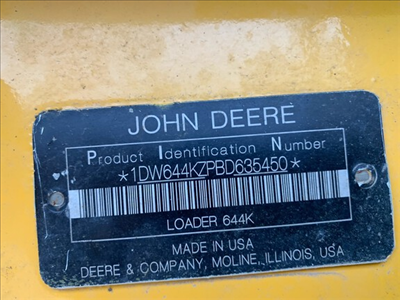 JOHN DEERE
Product Identification Number
*1DW644KZPBD635450*
LOADER 644K
MADE IN USA
DEERE & COMPANY, MOLINE, ILLINOIS, USA